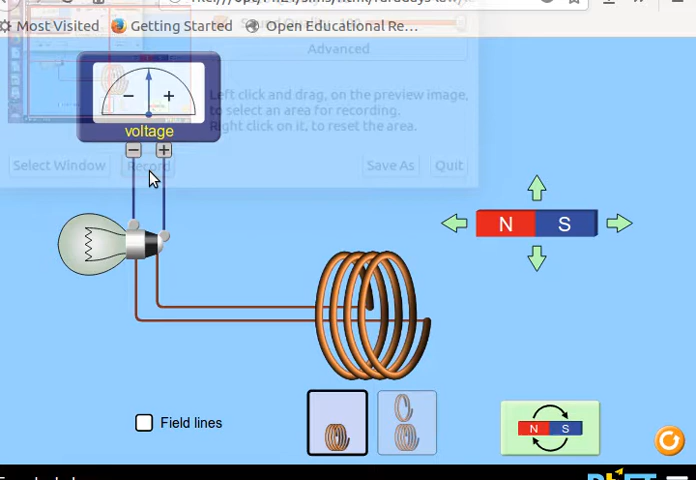 Most Visited Getting Started Open Educational Re...
Advanced
Left click and drag, on the preview image,
to select an area for recording.
Right click on it, to reset the area.
− +
voltage
− +
Select Window Record Save As Quit
N S
Field lines
N S